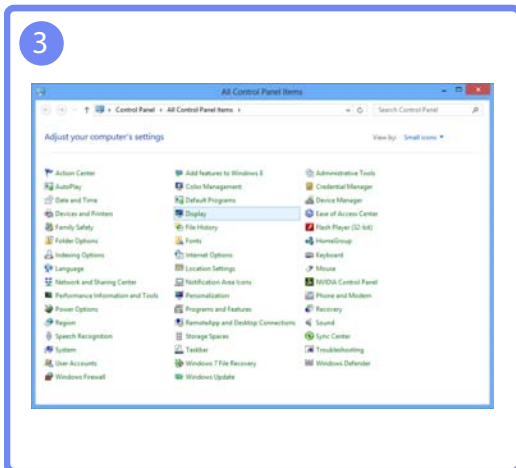 3
All Control Panel Items
Control Panel All Control Panel Items
Search Control Panel
Adjust your computer's settings
View by: Small icons
Action Center
AutoPlay
Date and Time
Devices and Printers
Family Safety
Folder Options
Indexing Options
Language
Network and Sharing Center
Performance Information and Tools
Power Options
Region
Speech Recognition
System
User Accounts
Windows Firewall
Add features to Windows 8
Color Management
Default Programs
Display
File History
Fonts
Internet Options
Location Settings
Notification Area Icons
Personalization
Programs and Features
RemoteApp and Desktop Connections
Storage Spaces
Taskbar
Windows 7 File Recovery
Windows Update
Administrative Tools
Credential Manager
Device Manager
Ease of Access Center
Flash Player (32-bit)
HomeGroup
Keyboard
Mouse
NVIDIA Control Panel
Phone and Modem
Recovery
Sound
Sync Center
Troubleshooting
Windows Defender